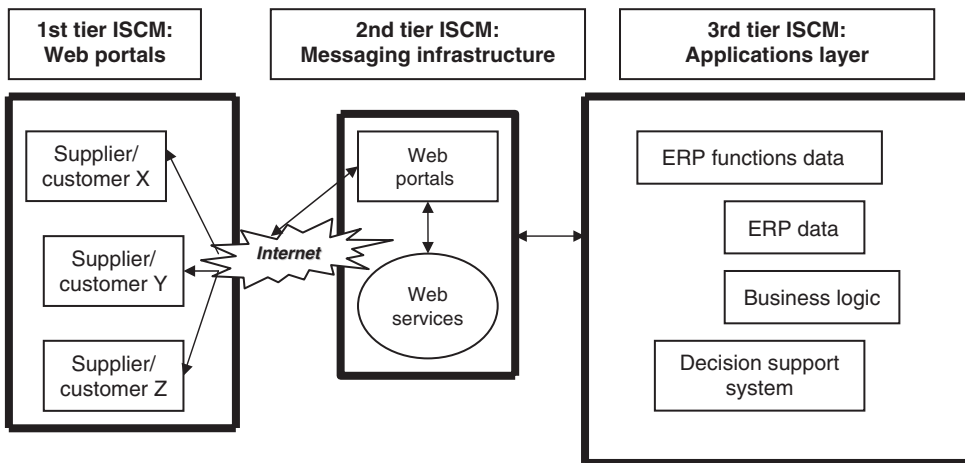 1st tier ISCM:
Web portals
2nd tier ISCM:
Messaging infrastructure
3rd tier ISCM:
Applications layer
Supplier/
customer X
Supplier/
customer Y
Supplier/
customer Z
Internet
Web
portals
Web
services
ERP functions data
ERP data
Business logic
Decision support
system